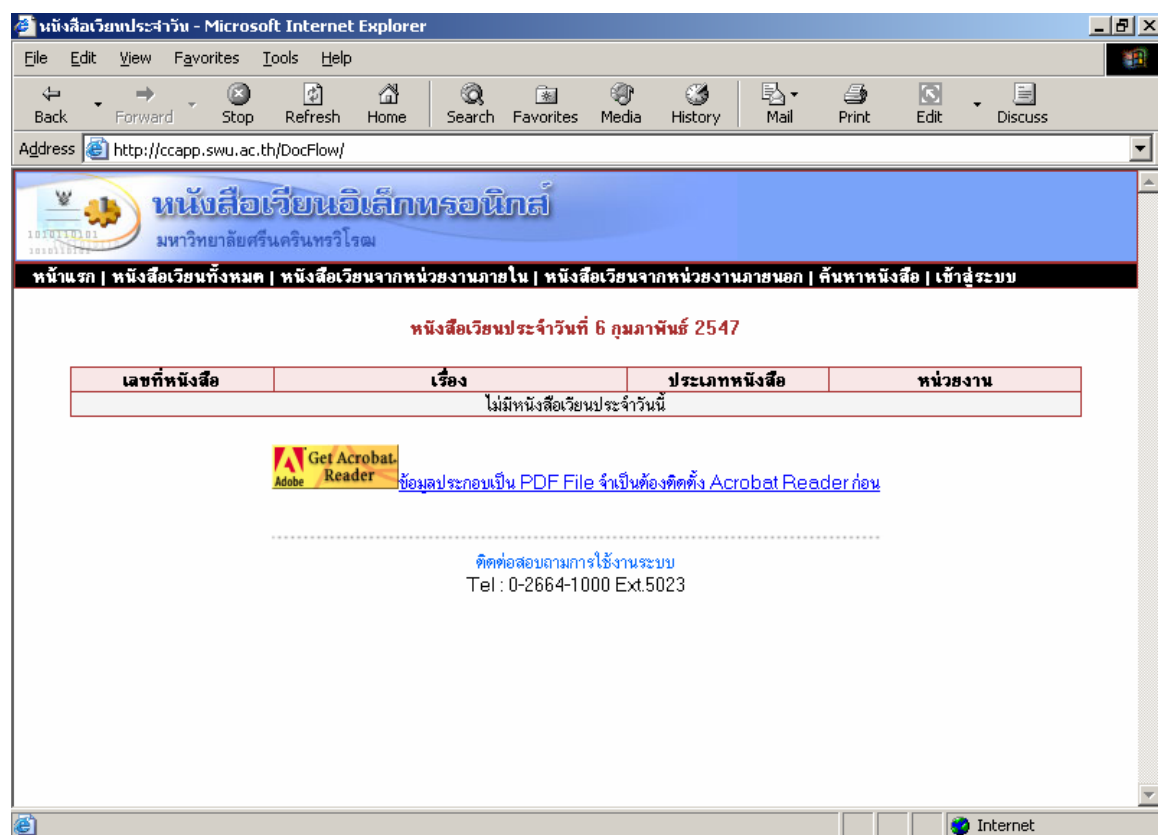 หนังสือเวียนประจำวัน - Microsoft Internet Explorer
File Edit View Favorites Tools Help
Back Forward Stop Refresh Home Search Favorites Media History Mail Print Edit Discuss
Address http://ccapp.swu.ac.th/DocFlow/
หนังสือเวียนอิเล็กทรอนิกส์
มหาวิทยาลัยศรีนครินทรวิโรฒ
หน้าแรก | หนังสือเวียนทั้งหมด | หนังสือเวียนจากหน่วยงานภายใน | หนังสือเวียนจากหน่วยงานภายนอก | ค้นหาหนังสือ | เข้าสู่ระบบ
หนังสือเวียนประจำวันที่ 6 กุมภาพันธ์ 2547
เลขที่หนังสือ เรื่อง ประเภทหนังสือ หน่วยงาน
ไม่มีหนังสือเวียนประจำวันนี้
Get Acrobat
Adobe Reader
ข้อมูลประกอบเป็น PDF File จำเป็นต้องติดตั้ง Acrobat Reader ก่อน
ติดต่อสอบถามการใช้งานระบบ
Tel : 0-2664-1000 Ext.5023
Internet